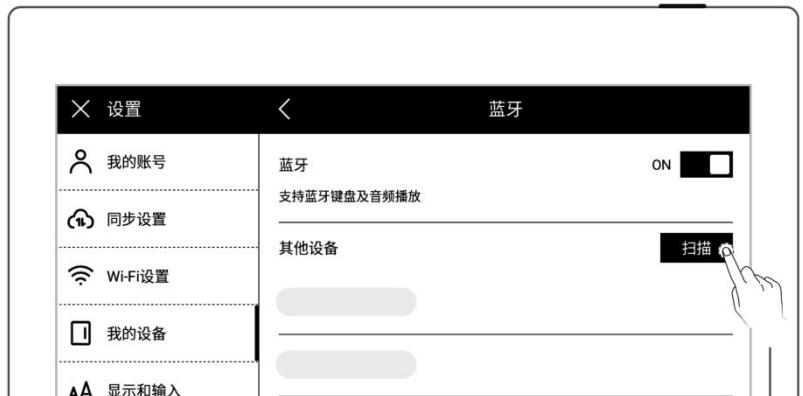 设置
蓝牙
我的账号
同步设置
Wi-Fi设置
我的设备
显示和输入
蓝牙 ON
支持蓝牙键盘及音频播放
其他设备 扫描